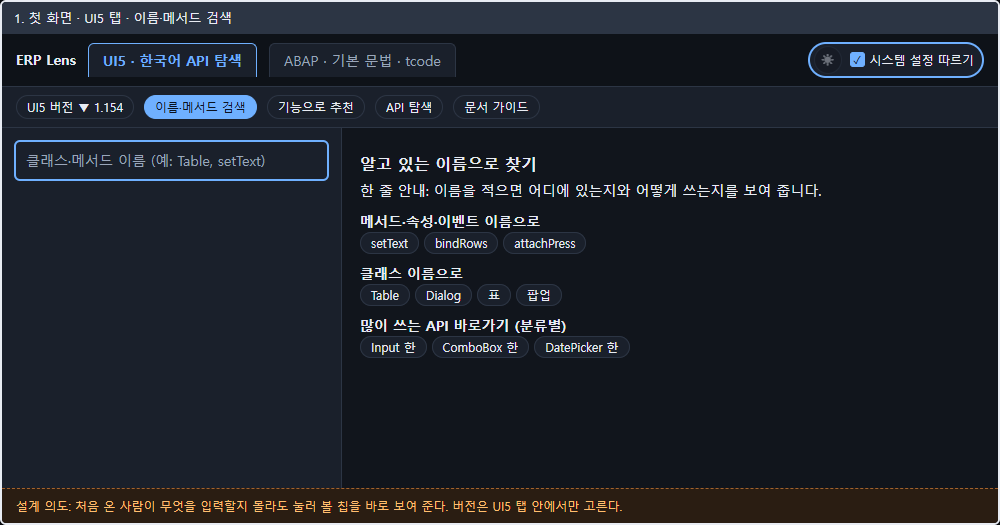 1. 첫 화면 · UI5 탭 · 이름·메서드 검색
ERP Lens UI5 · 한국어 API 탐색 ABAP · 기본 문법 · tcode 시스템 설정 따르기
UI5 버전 ▼ 1.154 이름·메서드 검색 기능으로 추천 API 탐색 문서 가이드
클래스·메서드 이름 (예: Table, setText)
알고 있는 이름으로 찾기
한 줄 안내: 이름을 적으면 어디에 있는지와 어떻게 쓰는지를 보여 줍니다.
메서드·속성·이벤트 이름으로
setText bindRows attachPress
클래스 이름으로
Table Dialog 표 팝업
많이 쓰는 API 바로가기 (분류별)
Input 한 ComboBox 한 DatePicker 한
설계 의도: 처음 온 사람이 무엇을 입력할지 몰라도 눌러 볼 칩을 바로 보여 준다. 버전은 UI5 탭 안에서만 고른다.